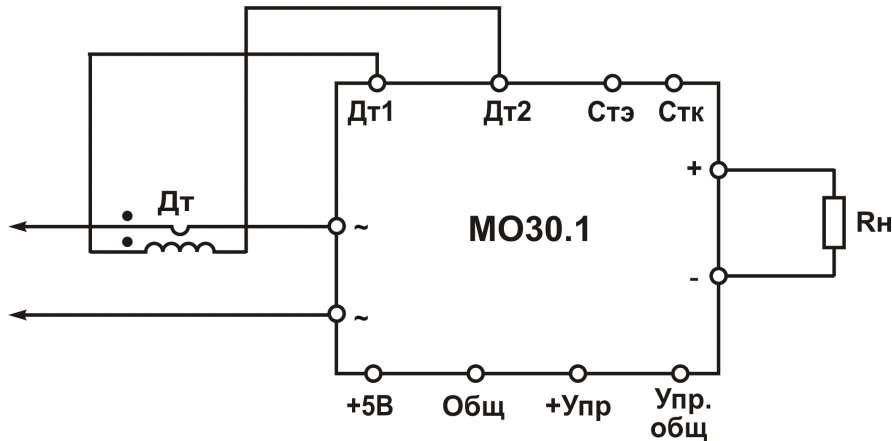 Дт1
Дт2
Стэ
Стк
Дт
+
~
МО30.1
Rн
-
~
+5В
Общ
+Упр
Упр.
общ